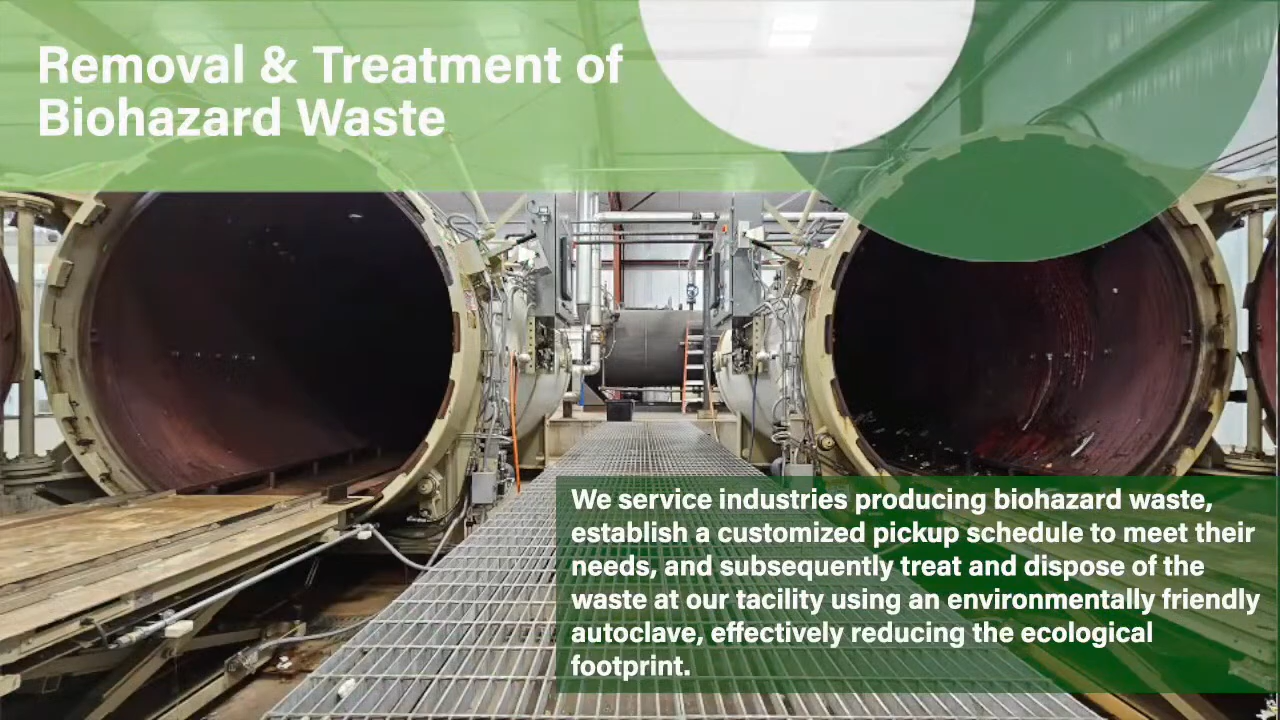 Removal & Treatment of
Biohazard Waste
We service industries producing biohazard waste,
establish a customized pickup schedule to meet their
needs, and subsequently treat and dispose of the
waste at our tacility using an environmentally friendly
autoclave, effectively reducing the ecological
footprint.